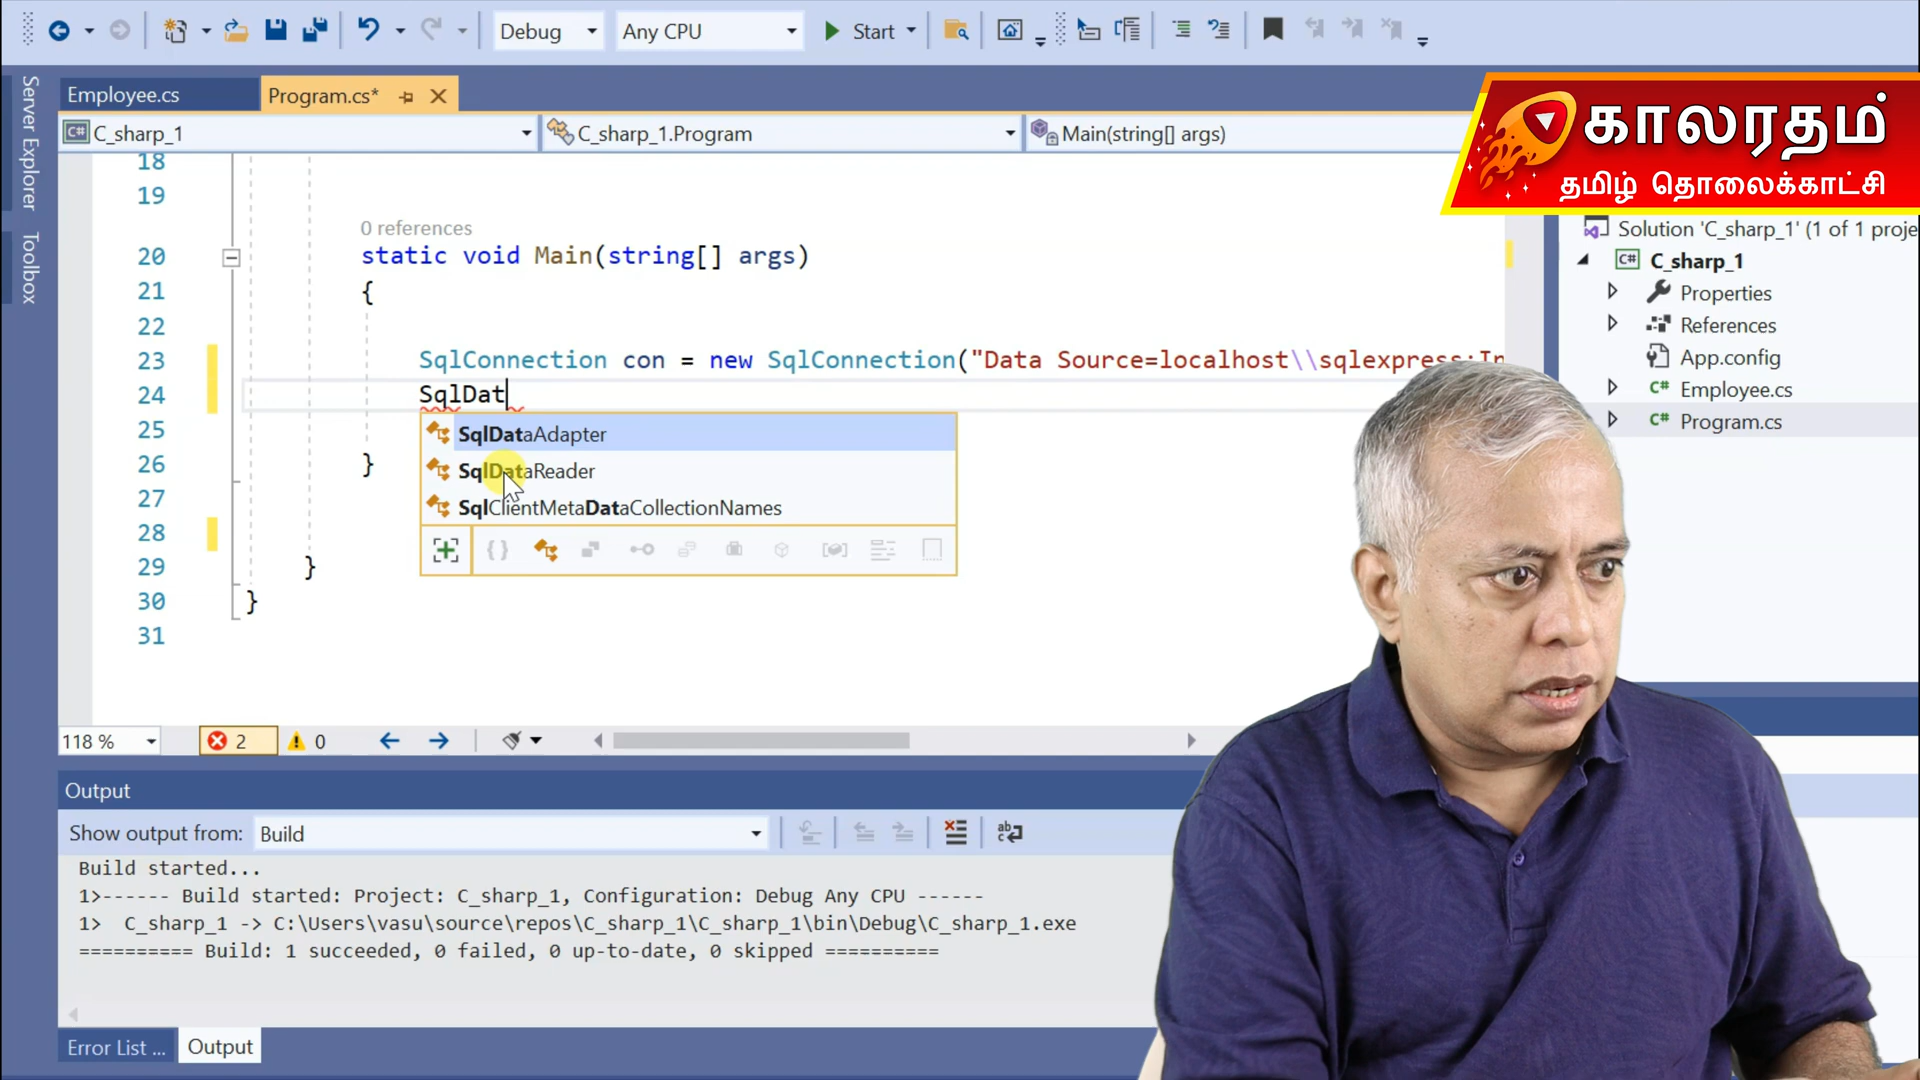 Debug
Any CPU
Start
Server Explorer
Toolbox
Employee.cs
Program.cs*
C_sharp_1
C_sharp_1.Program
Main(string[] args)
காலரதம்
தமிழ் தொலைக்காட்சி
18
19
0 references
20 static void Main(string[] args)
21 {
22
23 SqlConnection con = new SqlConnection("Data Source=localhost\\sqlexpress;In
24 SqlDat
25
26 }
27
28
29 }
30 }
31
SqlDataAdapter
SqlDataReader
SqlClientMetaDataCollectionNames
Solution 'C_sharp_1' (1 of 1 proje
C_sharp_1
Properties
References
App.config
Employee.cs
Program.cs
118 %
2
0
Output
Show output from: Build
Build started...
1>------ Build started: Project: C_sharp_1, Configuration: Debug Any CPU ------
1> C_sharp_1 -> C:\Users\vasu\source\repos\C_sharp_1\C_sharp_1\bin\Debug\C_sharp_1.exe
========== Build: 1 succeeded, 0 failed, 0 up-to-date, 0 skipped ==========
Error List ...
Output